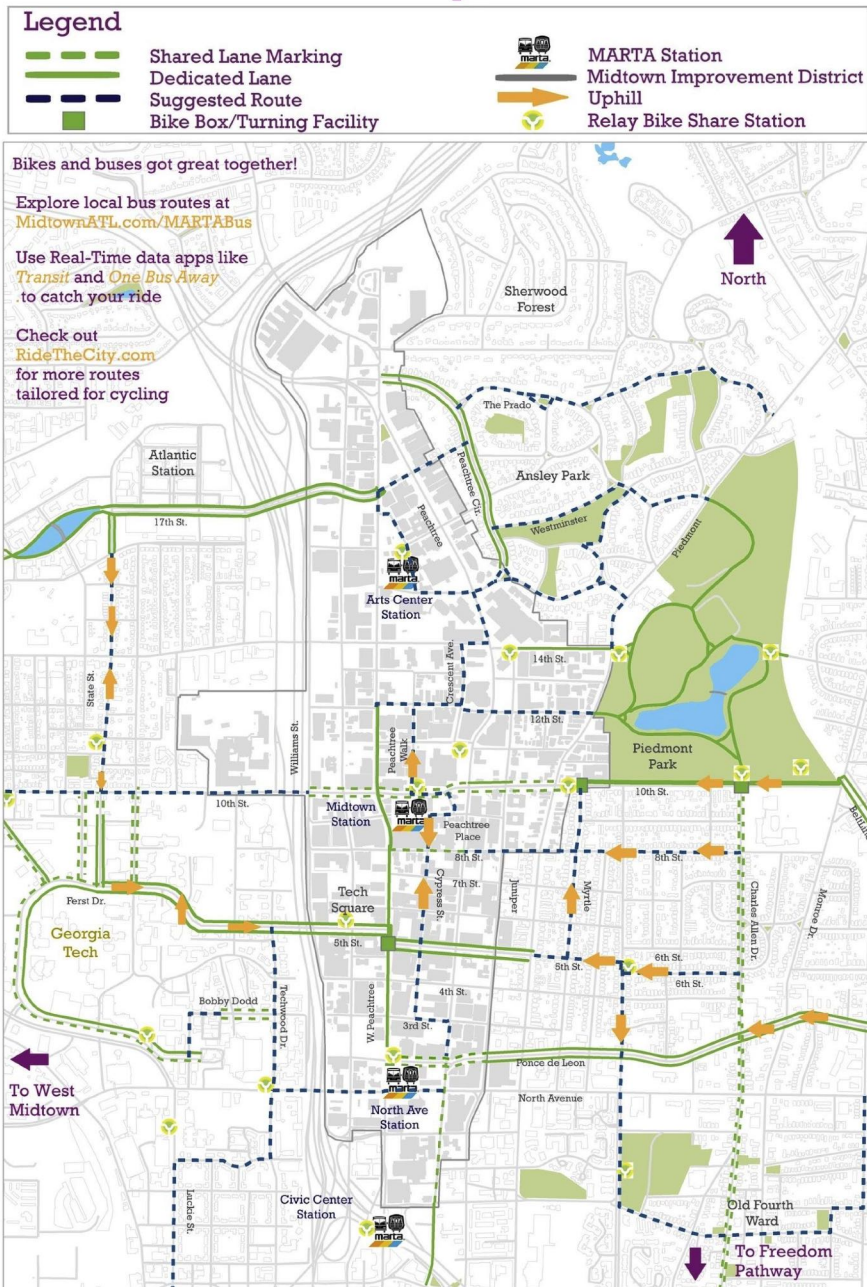 Legend
Shared Lane Marking
Dedicated Lane
Suggested Route
Bike Box/Turning Facility
marta
MARTA Station
Midtown Improvement District
Uphill
Relay Bike Share Station
Bikes and buses got great together!
Explore local bus routes at
MidtownATL.com/MARTABus
Use Real-Time data apps like
Transit and One Bus Away
.to catch your ride
Check out
RideTheCity.com
for more routes
tailored for cycling
North
Sherwood
Forest
The Prado
Ansley Park
Peachtree Cir.
Atlantic
Station
17th St.
Peachtree
Westminster
Piedmont
marta
Arts Center
Station
14th St.
State St.
Crescent Ave.
12th St.
Williams St.
Peachtree
Walk
Piedmont
Park
10th St.
10th St.
Midtown
Station
marta
Peachtree
Place
8th St.
8th St.
7th St.
Juniper
Myrtle
Cypress St.
Charles Allen Dr.
Monroe Dr.
Ferst Dr.
Tech
Square
Georgia
Tech
5th St.
5th St.
6th St.
6th St.
Bobby Dodd
Techwood Dr.
W. Peachtree
4th St.
3rd St.
Ponce de Leon
To West
Midtown
marta
North Ave
Station
North Avenue
Luckie St.
Civic Center
Station
marta
Old Fourth
Ward
To Freedom
Pathway